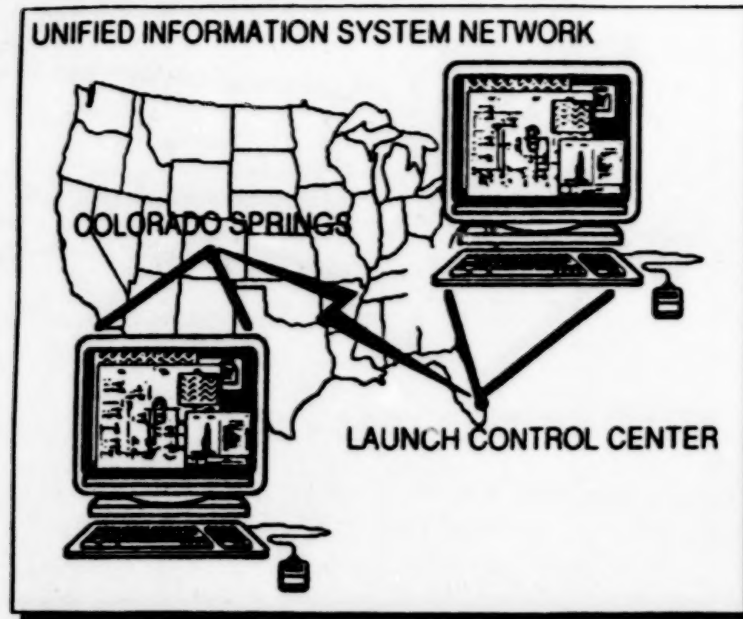 UNIFIED INFORMATION SYSTEM NETWORK
COLORADO SPRINGS
LAUNCH CONTROL CENTER